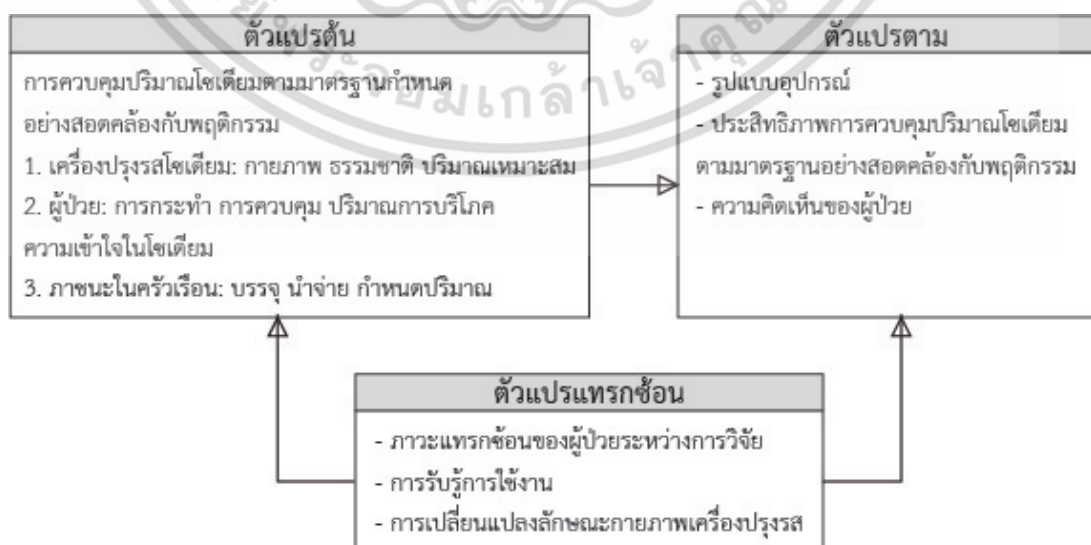 ตัวแปรต้น
การควบคุมปริมาณโซเดียมตามมาตรฐานกำหนด
อย่างสอดคล้องกับพฤติกรรม
1. เครื่องปรุงรสโซเดียม: กายภาพ ธรรมชาติ ปริมาณเหมาะสม
2. ผู้ป่วย: การกระทำ การควบคุม ปริมาณการบริโภค
ความเข้าใจในโซเดียม
3. ภาชนะในครัวเรือน: บรรจุ นำจ่าย กำหนดปริมาณ
ตัวแปรตาม
- รูปแบบอุปกรณ์
- ประสิทธิภาพการควบคุมปริมาณโซเดียม
ตามมาตรฐานอย่างสอดคล้องกับพฤติกรรม
- ความคิดเห็นของผู้ป่วย
ตัวแปรแทรกซ้อน
- ภาวะแทรกซ้อนของผู้ป่วยระหว่างการวิจัย
- การรับรู้การใช้งาน
- การเปลี่ยนแปลงลักษณะกายภาพเครื่องปรุงรส